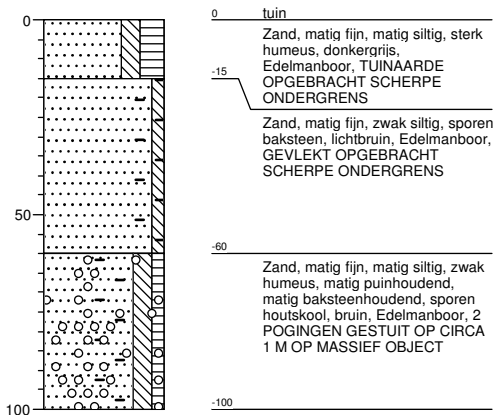 0
0
tuin
Zand, matig fijn, matig siltig, sterk
humeus, donkergrijs,
Edelmanboor, TUINAARDE
OPGEBRACHT SCHERPE
ONDERGRENS
-15
Zand, matig fijn, zwak siltig, sporen
baksteen, lichtbruin, Edelmanboor,
GEVLEKT OPGEBRACHT
SCHERPE ONDERGRENS
50
-60
Zand, matig fijn, matig siltig, zwak
humeus, matig puinhoudend,
matig baksteenhoudend, sporen
houtskool, bruin, Edelmanboor, 2
POGINGEN GESTUIT OP CIRCA
1 M OP MASSIEF OBJECT
100
-100